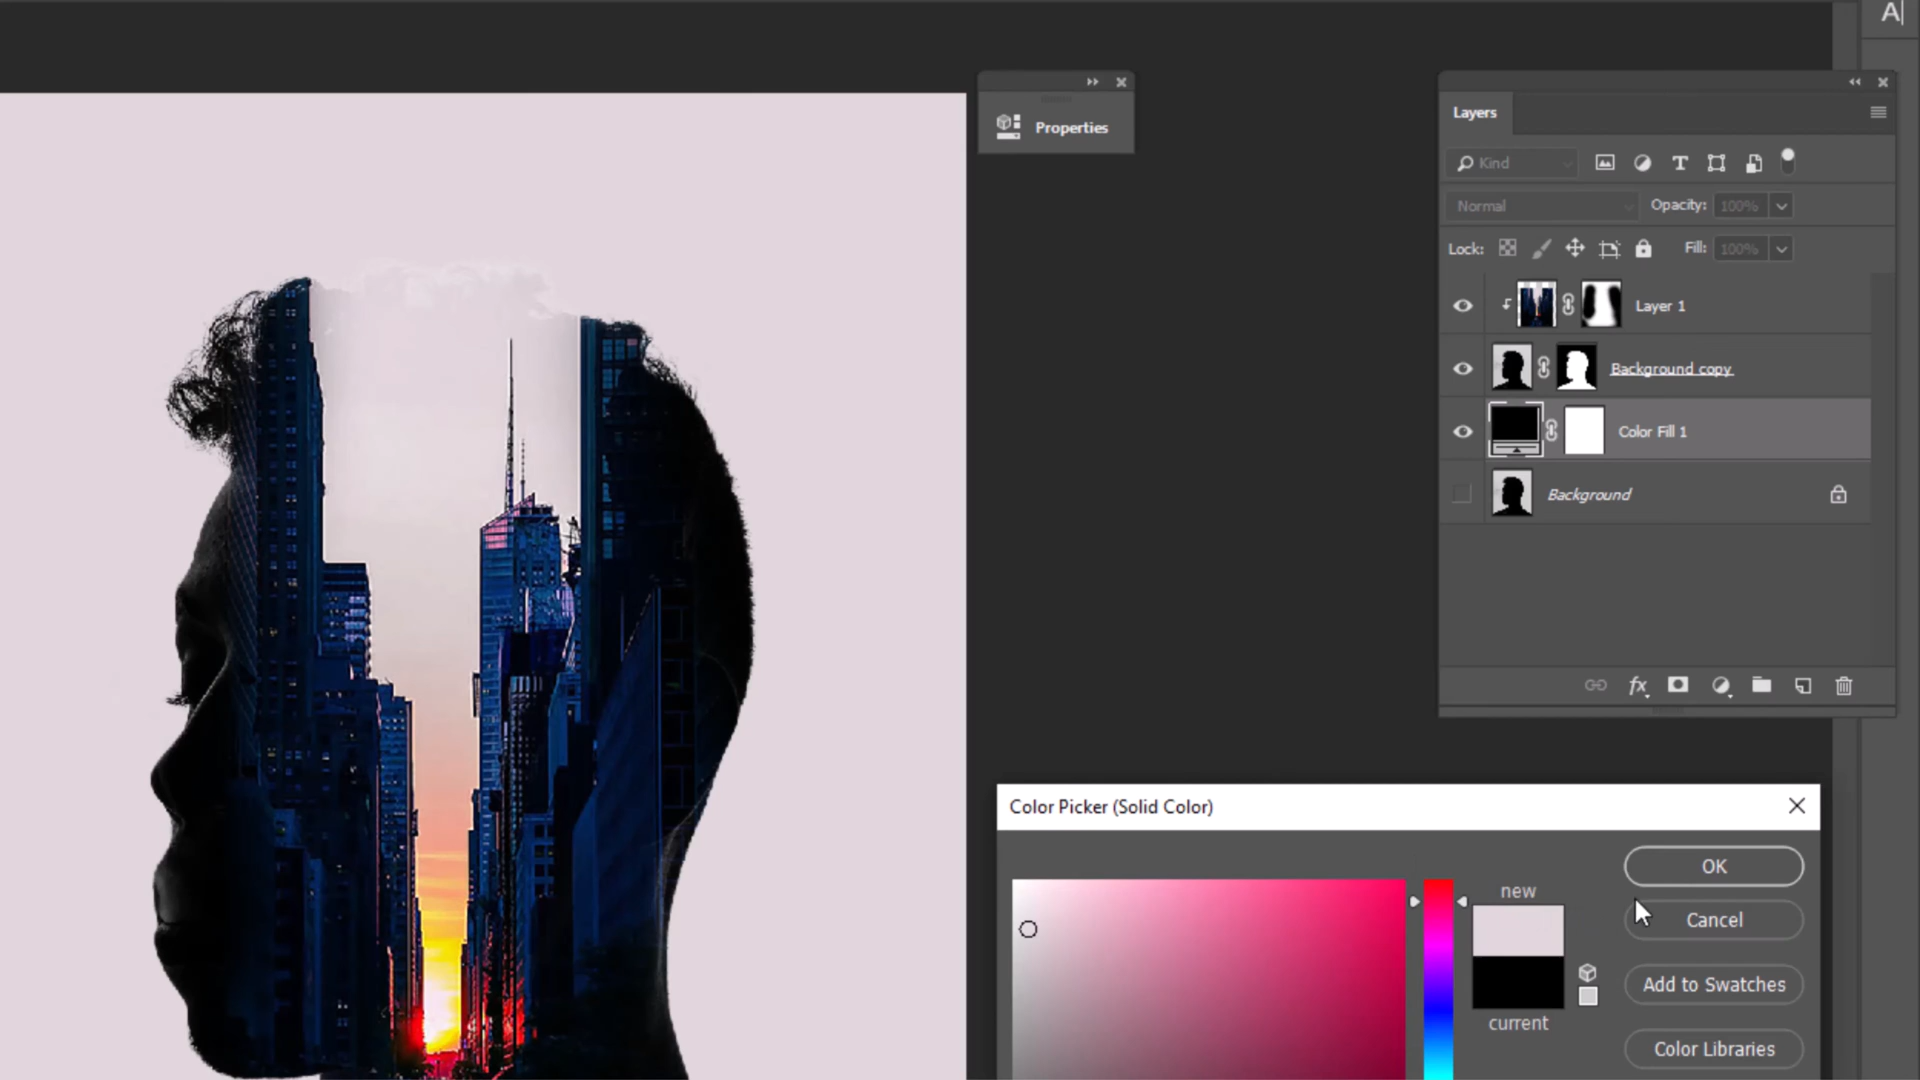 A
Properties
Layers
Kind
Normal
Opacity: 100%
Lock:
Fill: 100%
Layer 1
Background copy
Color Fill 1
Background
fx
Color Picker (Solid Color)
OK
new
Cancel
Add to Swatches
current
Color Libraries